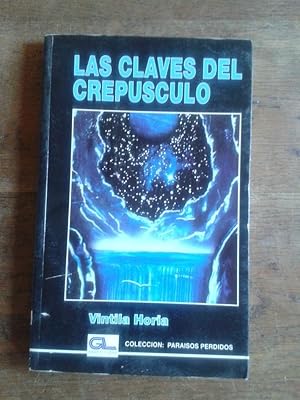 LAS CLAVES DEL
CREPUSCULO
Vintila Horia
COLECCION: PARAISOS PERDIDOS